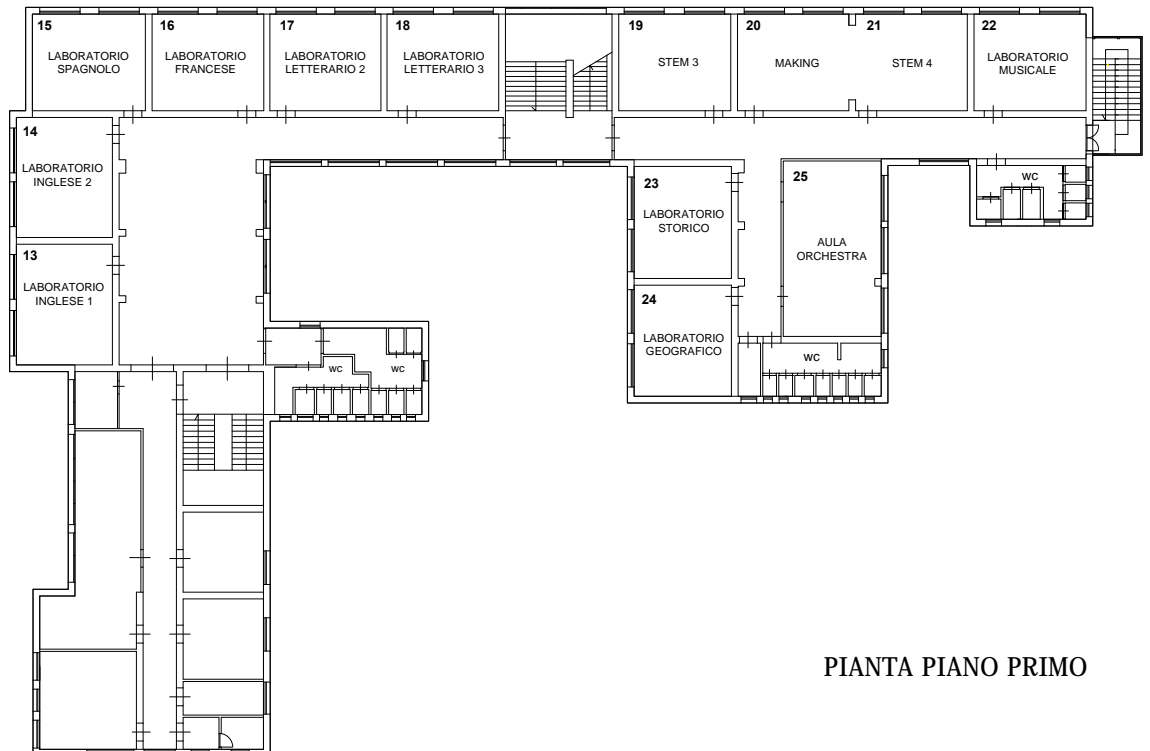 15
LABORATORIO
SPAGNOLO
16
LABORATORIO
FRANCESE
17
LABORATORIO
LETTERARIO 2
18
LABORATORIO
LETTERARIO 3
19
STEM 3
20
MAKING
21
STEM 4
22
LABORATORIO
MUSICALE
14
LABORATORIO
INGLESE 2
13
LABORATORIO
INGLESE 1
23
LABORATORIO
STORICO
24
LABORATORIO
GEOGRAFICO
25
AULA
ORCHESTRA
WC
WC
WC
WC
PIANTA PIANO PRIMO